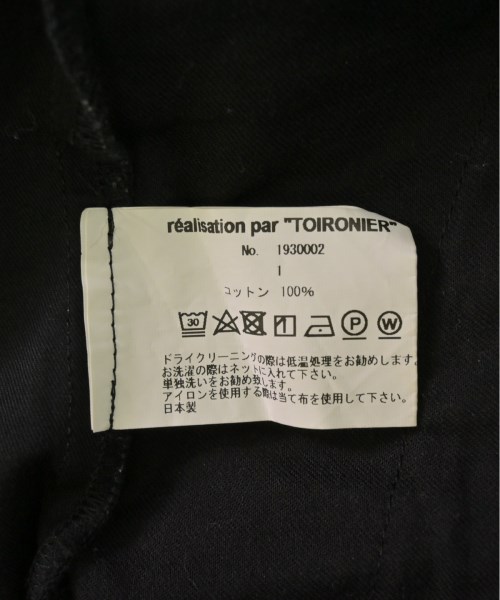 réalisation par "TOIRONIER"
No. 1930002
1
コットン 100%
30 P W
ドライクリーニングの際は低温処理をお勧めします。
お洗濯の際はネットに入れて下さい。
単独洗いをお勧め致します。
アイロンを使用する際は当て布を使用して下さい。
日本製